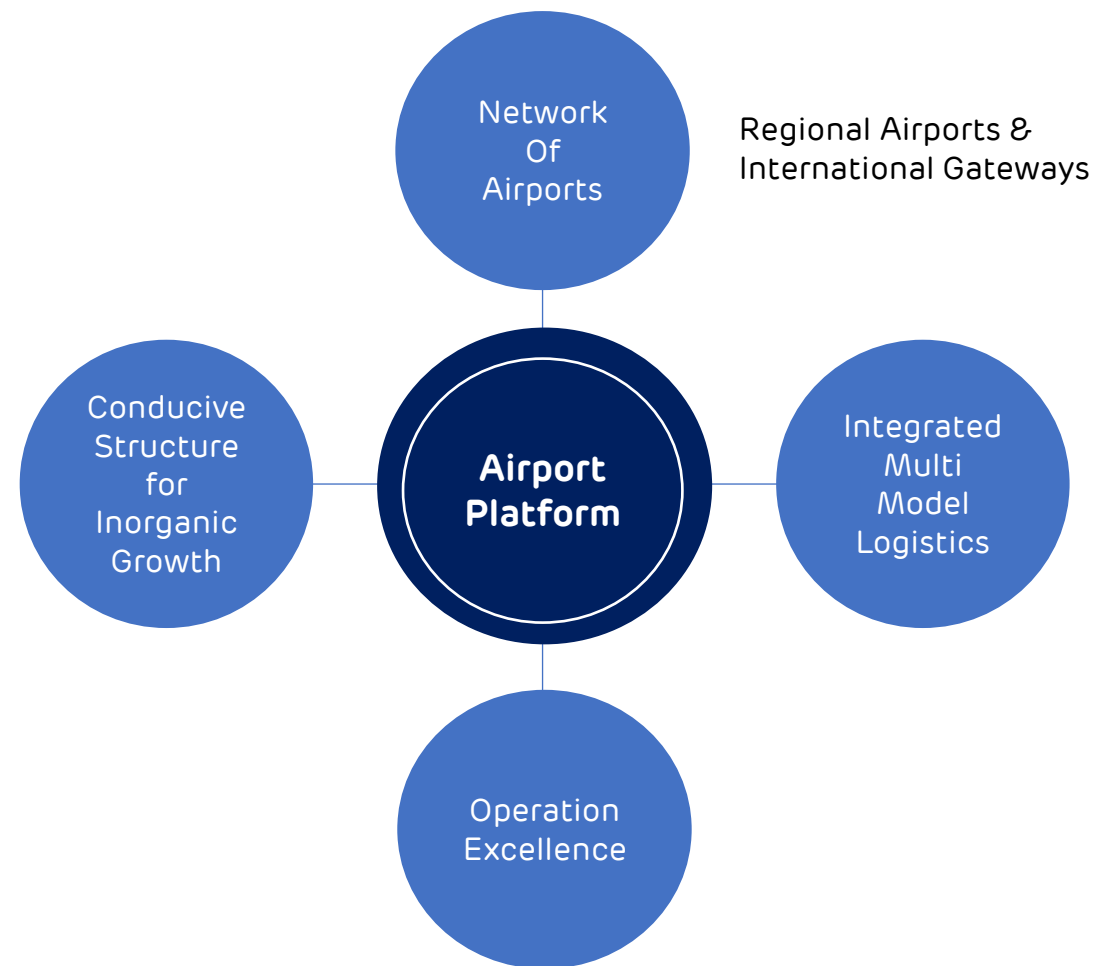 Network
Of
Airports
Regional Airports &
International Gateways
Conducive
Structure
for
Inorganic
Growth
Airport
Platform
Integrated
Multi
Model
Logistics
Operation
Excellence